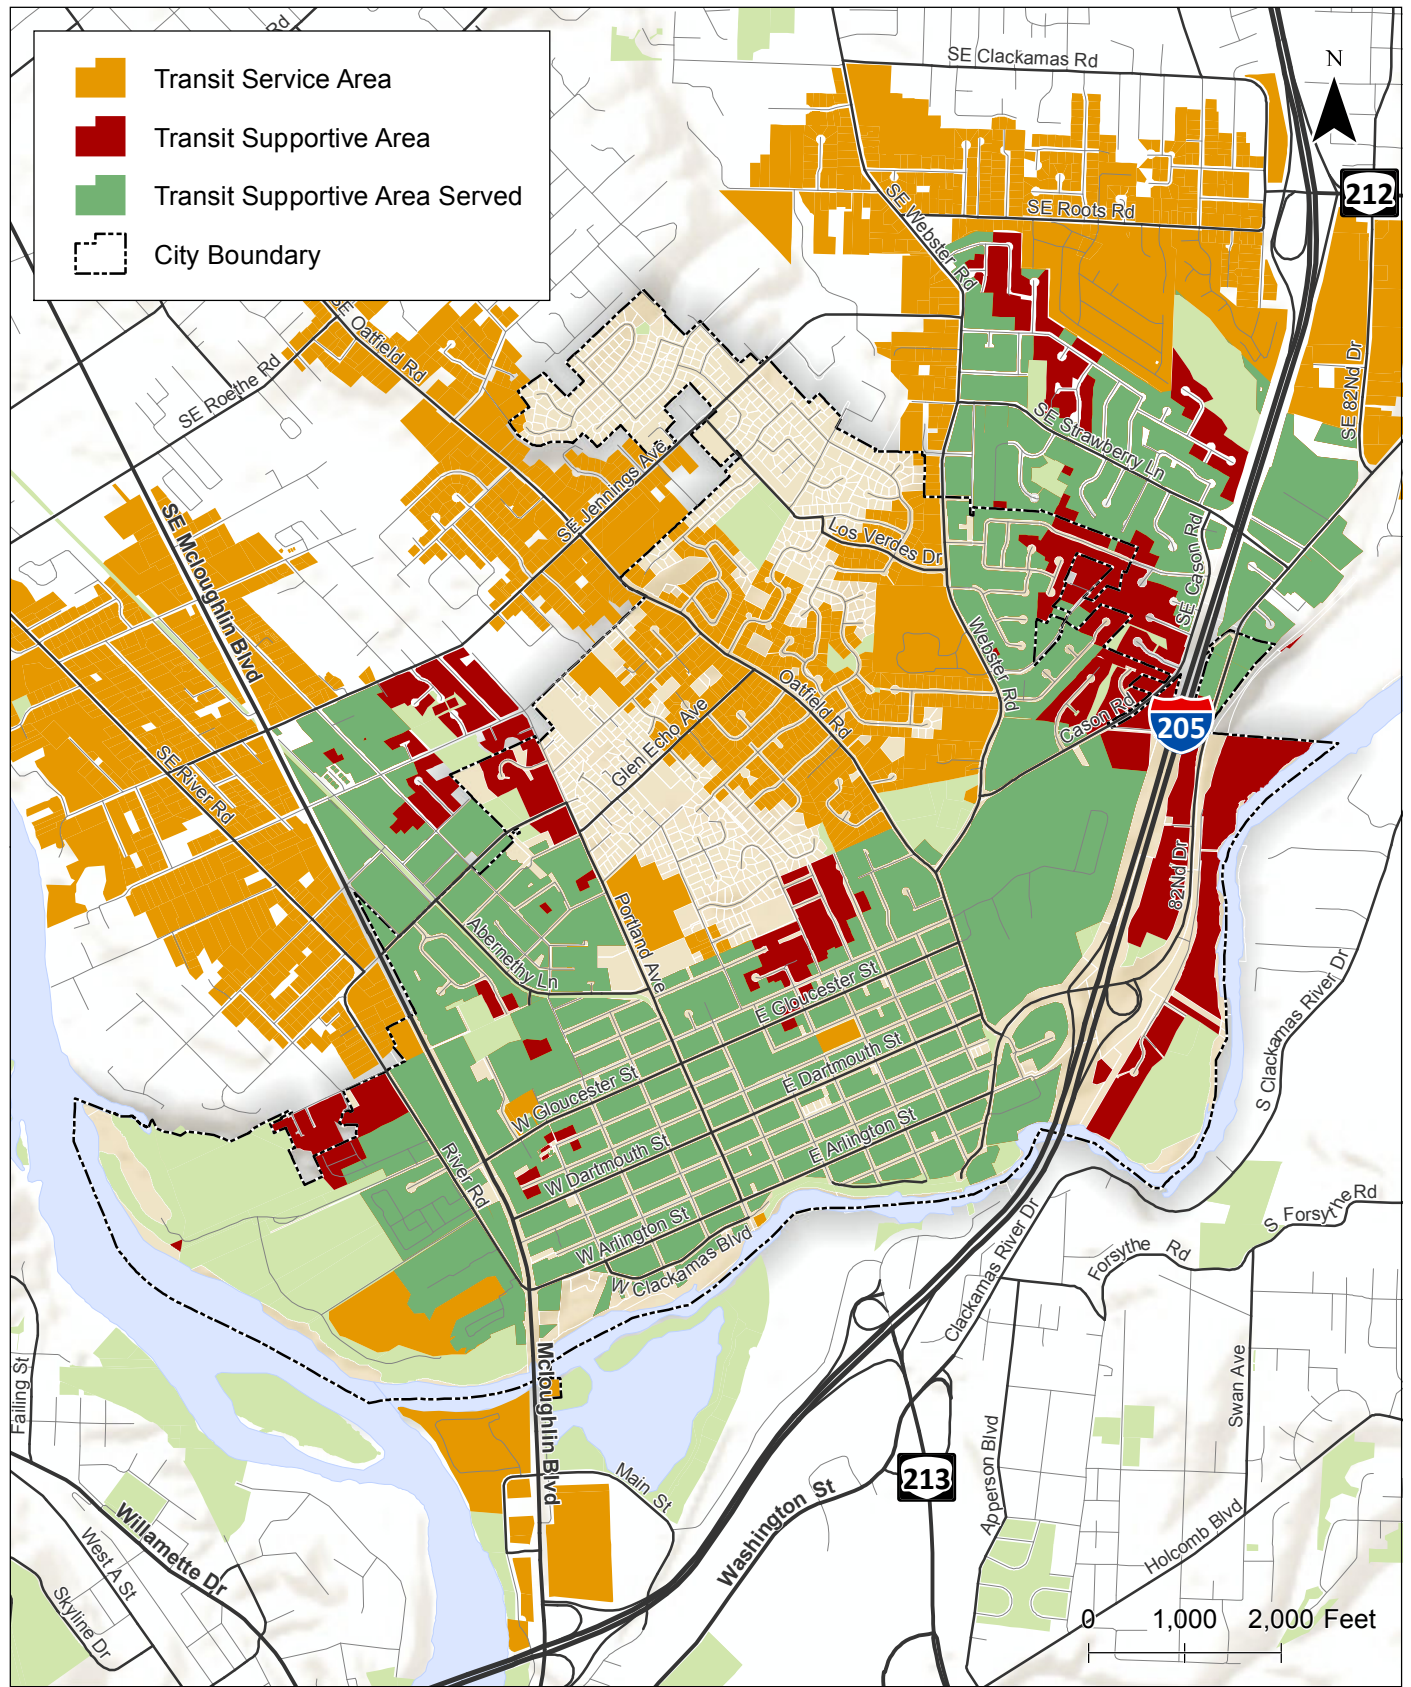 Rd
Transit Service Area
Transit Supportive Area
Transit Supportive Area Served
City Boundary
SE Clackamas Rd
N
212
SE Webster Rd
SE Roots Rd
SE Oatfield Rd
SE Roethe Rd
SE 82Nd Dr
SE Strawberry Ln
SE Jennings Ave
SE Mcloughlin Blvd
Los Verdes Dr
SE Cason Rd
Webster Rd
Oatfield Rd
Glen Echo Ave
Cason Rd
205
SE River Rd
82Nd Dr
Portland Ave
Abernethy Ln
E Gloucester St
E Dartmouth St
W Gloucester St
E Arlington St
W Dartmouth St
River Rd
W Arlington St
W Clackamas Blvd
S Clackamas River Dr
S Forsythe Rd
Forsythe Rd
Clackamas River Dr
Mcloughlin Blvd
Failing St
Swan Ave
Apperson Blvd
Main St
213
Washington St
Holcomb Blvd
Willamette Dr
West A St
Skyline Dr
0 1,000 2,000 Feet